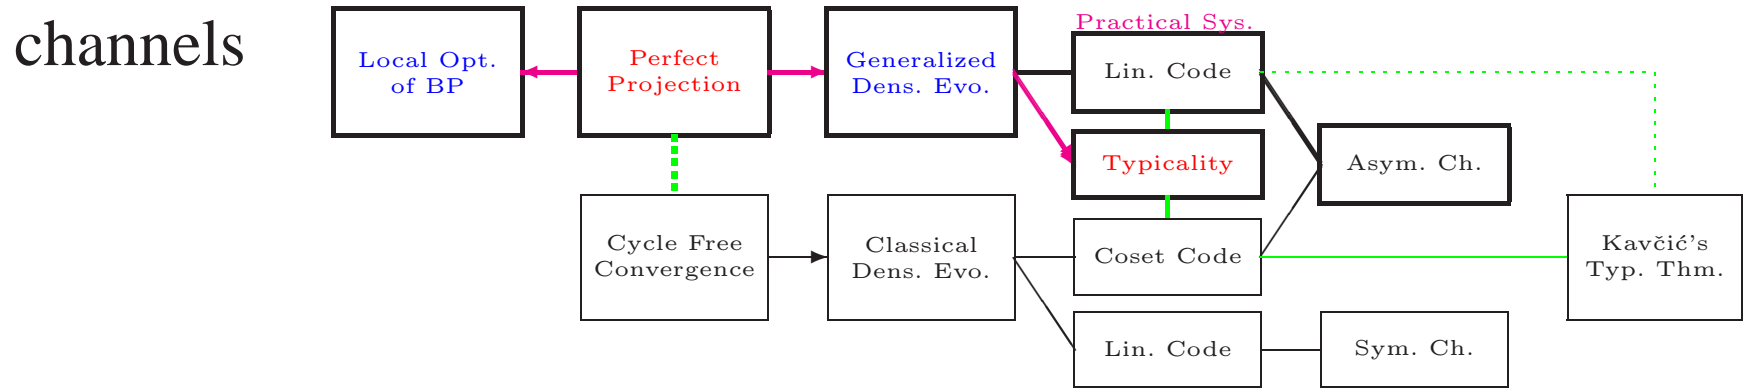 channels
Practical Sys.
Local Opt.
of BP
Perfect
Projection
Generalized
Dens. Evo.
Lin. Code
Typicality
Asym. Ch.
Cycle Free
Convergence
Classical
Dens. Evo.
Coset Code
Kavčić's
Typ. Thm.
Lin. Code
Sym. Ch.